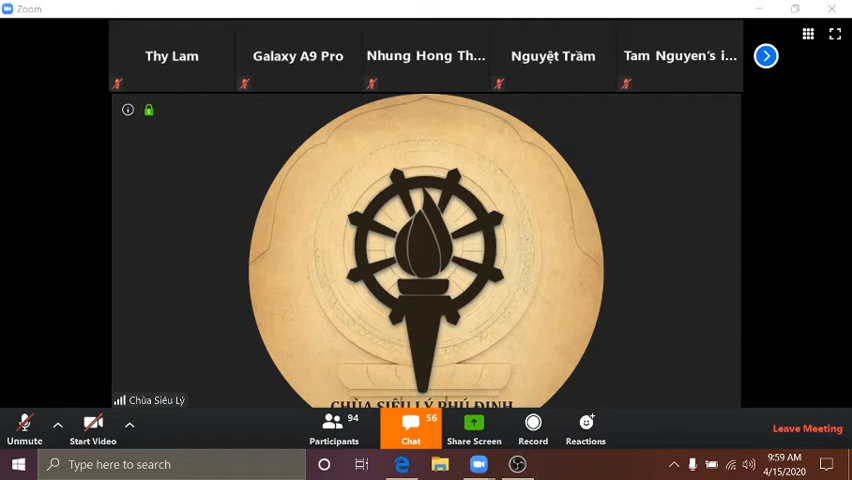 Zoom
Thy Lam
Galaxy A9 Pro
Nhung Hong Th...
Nguyệt Trầm
Tam Nguyen's i...
CHÙA SIÊU LÝ PHÚ ĐỊNH
Chùa Siêu Lý
Unmute
Start Video
94
Participants
56
Chat
Share Screen
Record
Reactions
Leave Meeting
Type here to search
9:59 AM
4/15/2020